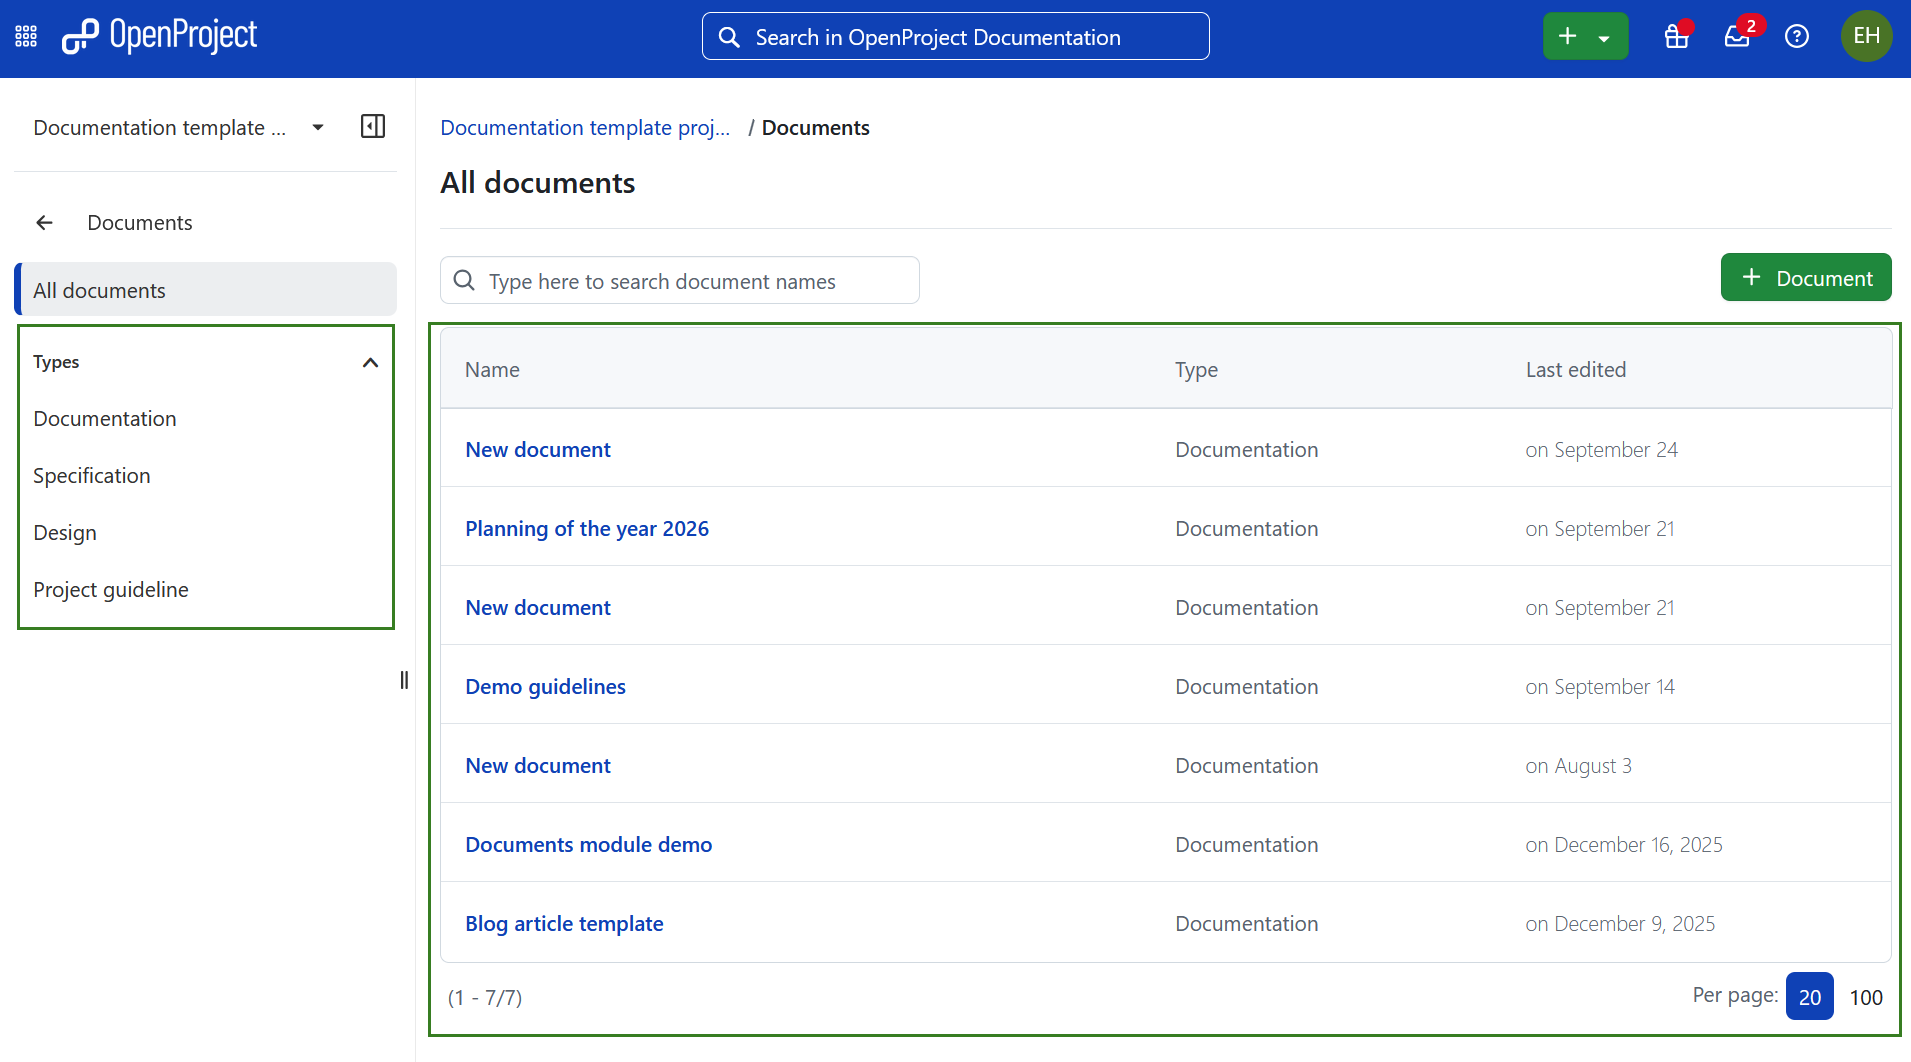 OpenProject
Search in OpenProject Documentation
2
EH
Documentation template ...
Documents
All documents
Types
Documentation
Specification
Design
Project guideline
Documentation template proj... / Documents
All documents
Type here to search document names
Document
Name Type Last edited
New document Documentation on September 24
Planning of the year 2026 Documentation on September 21
New document Documentation on September 21
Demo guidelines Documentation on September 14
New document Documentation on August 3
Documents module demo Documentation on December 16, 2025
Blog article template Documentation on December 9, 2025
(1 - 7/7) Per page: 20 100